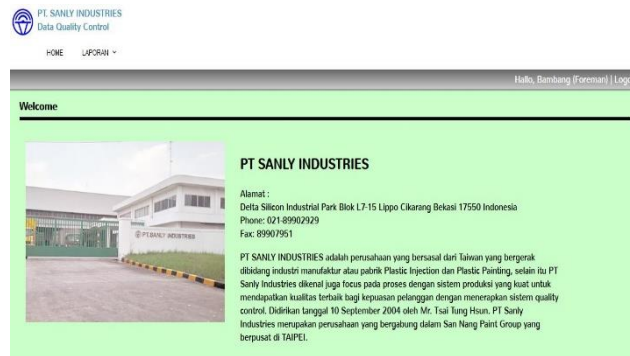 PT. SANLY INDUSTRIES
Data Quality Control
HOME LAPORAN
Hallo, Bambang (Foreman) | Logo
Welcome
PT SANLY INDUSTRIES
PT SANLY INDUSTRIES
Alamat :
Delta Silicon Industrial Park Blok L7-15 Lippo Cikarang Bekasi 17550 Indonesia
Phone: 021-89902929
Fax: 89907951
PT SANLY INDUSTRIES adalah perusahaan yang bersasal dari Taiwan yang bergerak
dibidang industri manufaktur atau pabrik Plastic Injection dan Plastic Painting, selain itu PT
Sanly Industries dikenal juga focus pada proses dengan sistem produksi yang kuat untuk
mendapatkan kualitas terbaik bagi kepuasan pelanggan dengan menerapkan sistem quality
control. Didirikan tanggal 10 September 2004 oleh Mr. Tsai Tung Hsun. PT Sanly
Industries merupakan perusahaan yang bergabung dalam San Nang Paint Group yang
berpusat di TAIPEI.